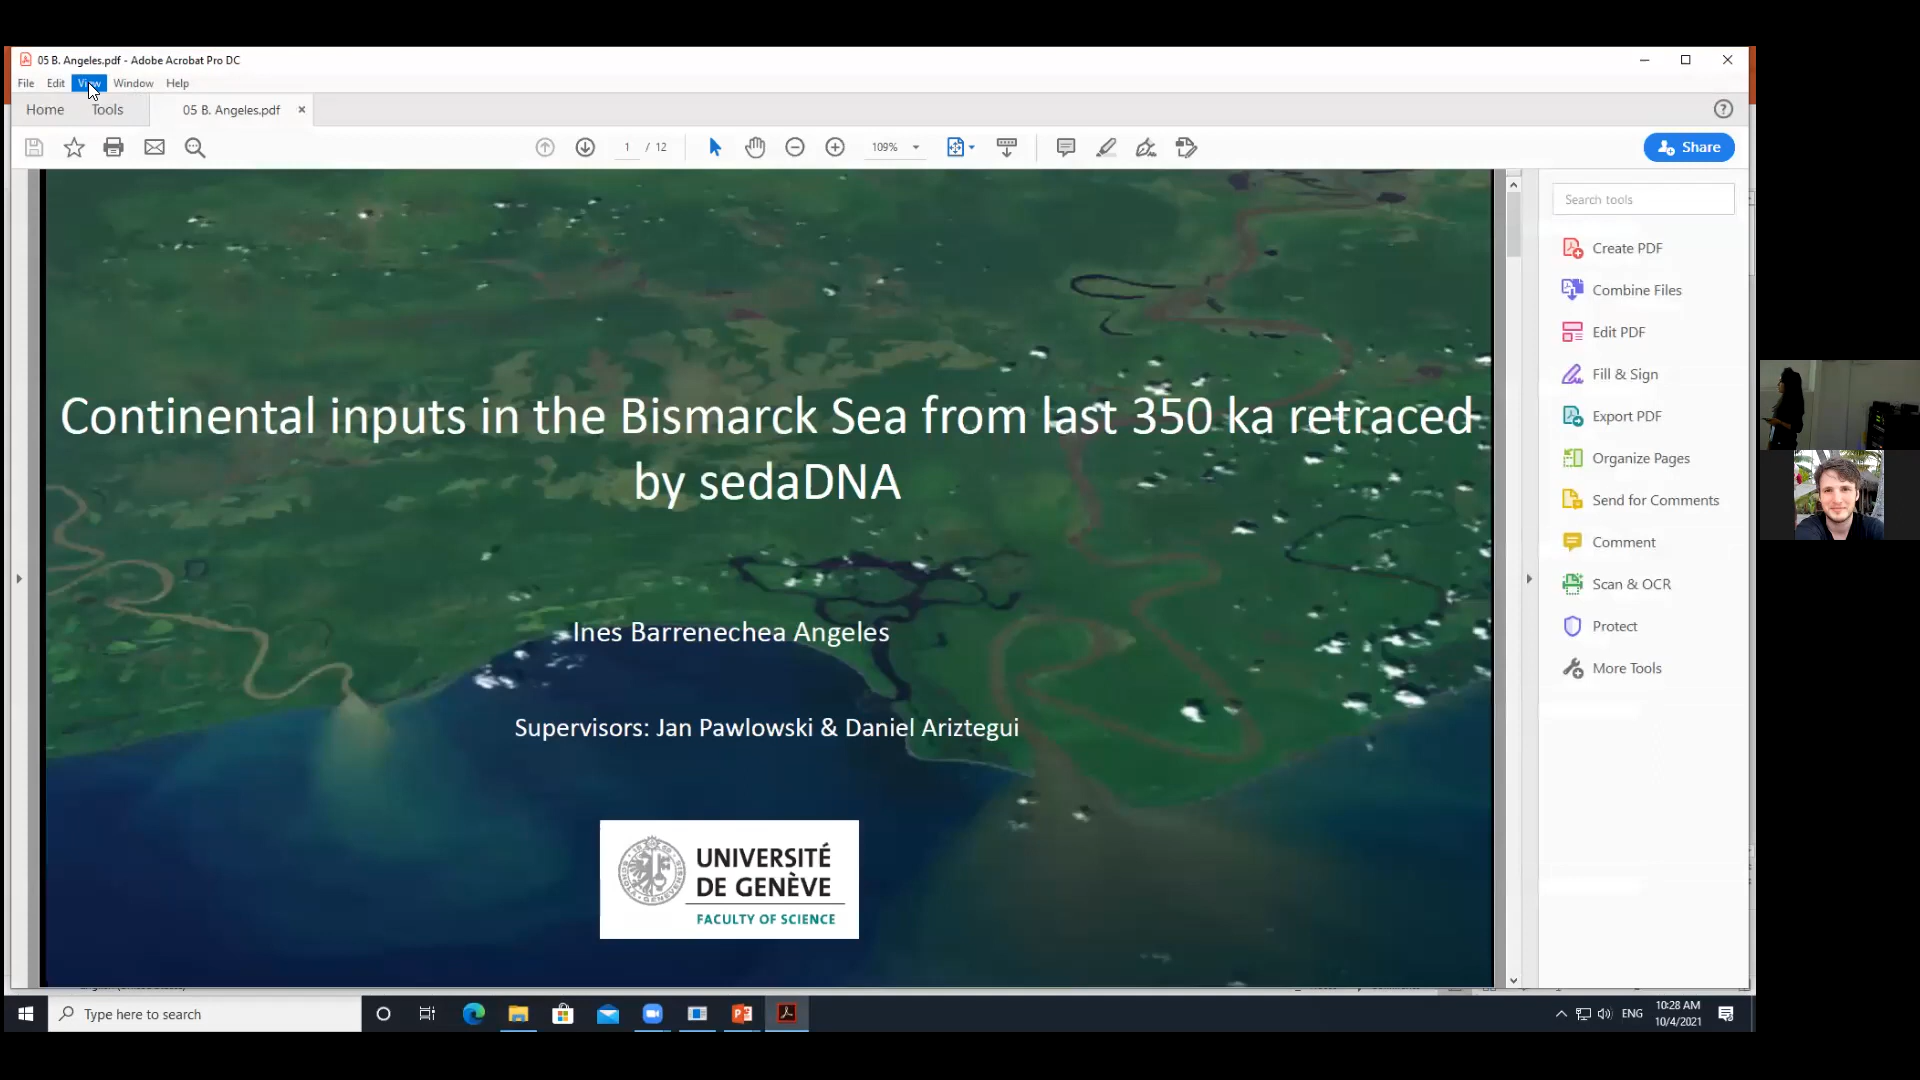 05 B. Angeles.pdf - Adobe Acrobat Pro DC
File Edit View Window Help
Home Tools 05 B. Angeles.pdf
1 / 12 109% Share
Search tools
Create PDF
Combine Files
Edit PDF
Fill & Sign
Export PDF
Organize Pages
Send for Comments
Comment
Scan & OCR
Protect
More Tools
Continental inputs in the Bismarck Sea from last 350 ka retraced
by sedaDNA
Ines Barrenechea Angeles
Supervisors: Jan Pawlowski & Daniel Ariztegui
UNIVERSITÉ
DE GENÈVE
FACULTY OF SCIENCE
Type here to search
ENG
10:28 AM
10/4/2021